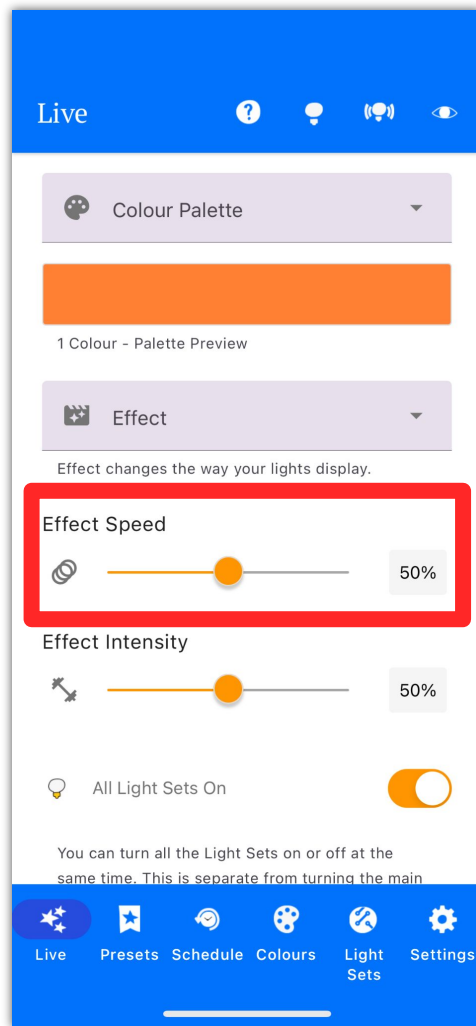 Live
Colour Palette
1 Colour - Palette Preview
Effect
Effect changes the way your lights display.
Effect Speed
50%
Effect Intensity
50%
All Light Sets On
You can turn all the Light Sets on or off at the
same time. This is separate from turning the main
Live
Presets
Schedule
Colours
Light
Sets
Settings